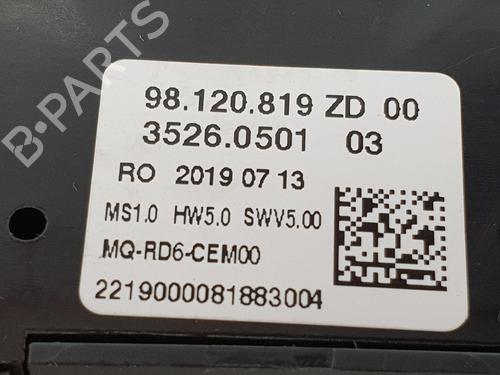 98.120.819 ZD 00
3526.0501 03
RO 2019 07 13
MS1.0 HW5.0 SWV5.00
MQ-RD6-CEM00
2219000081883004
B-PARTS